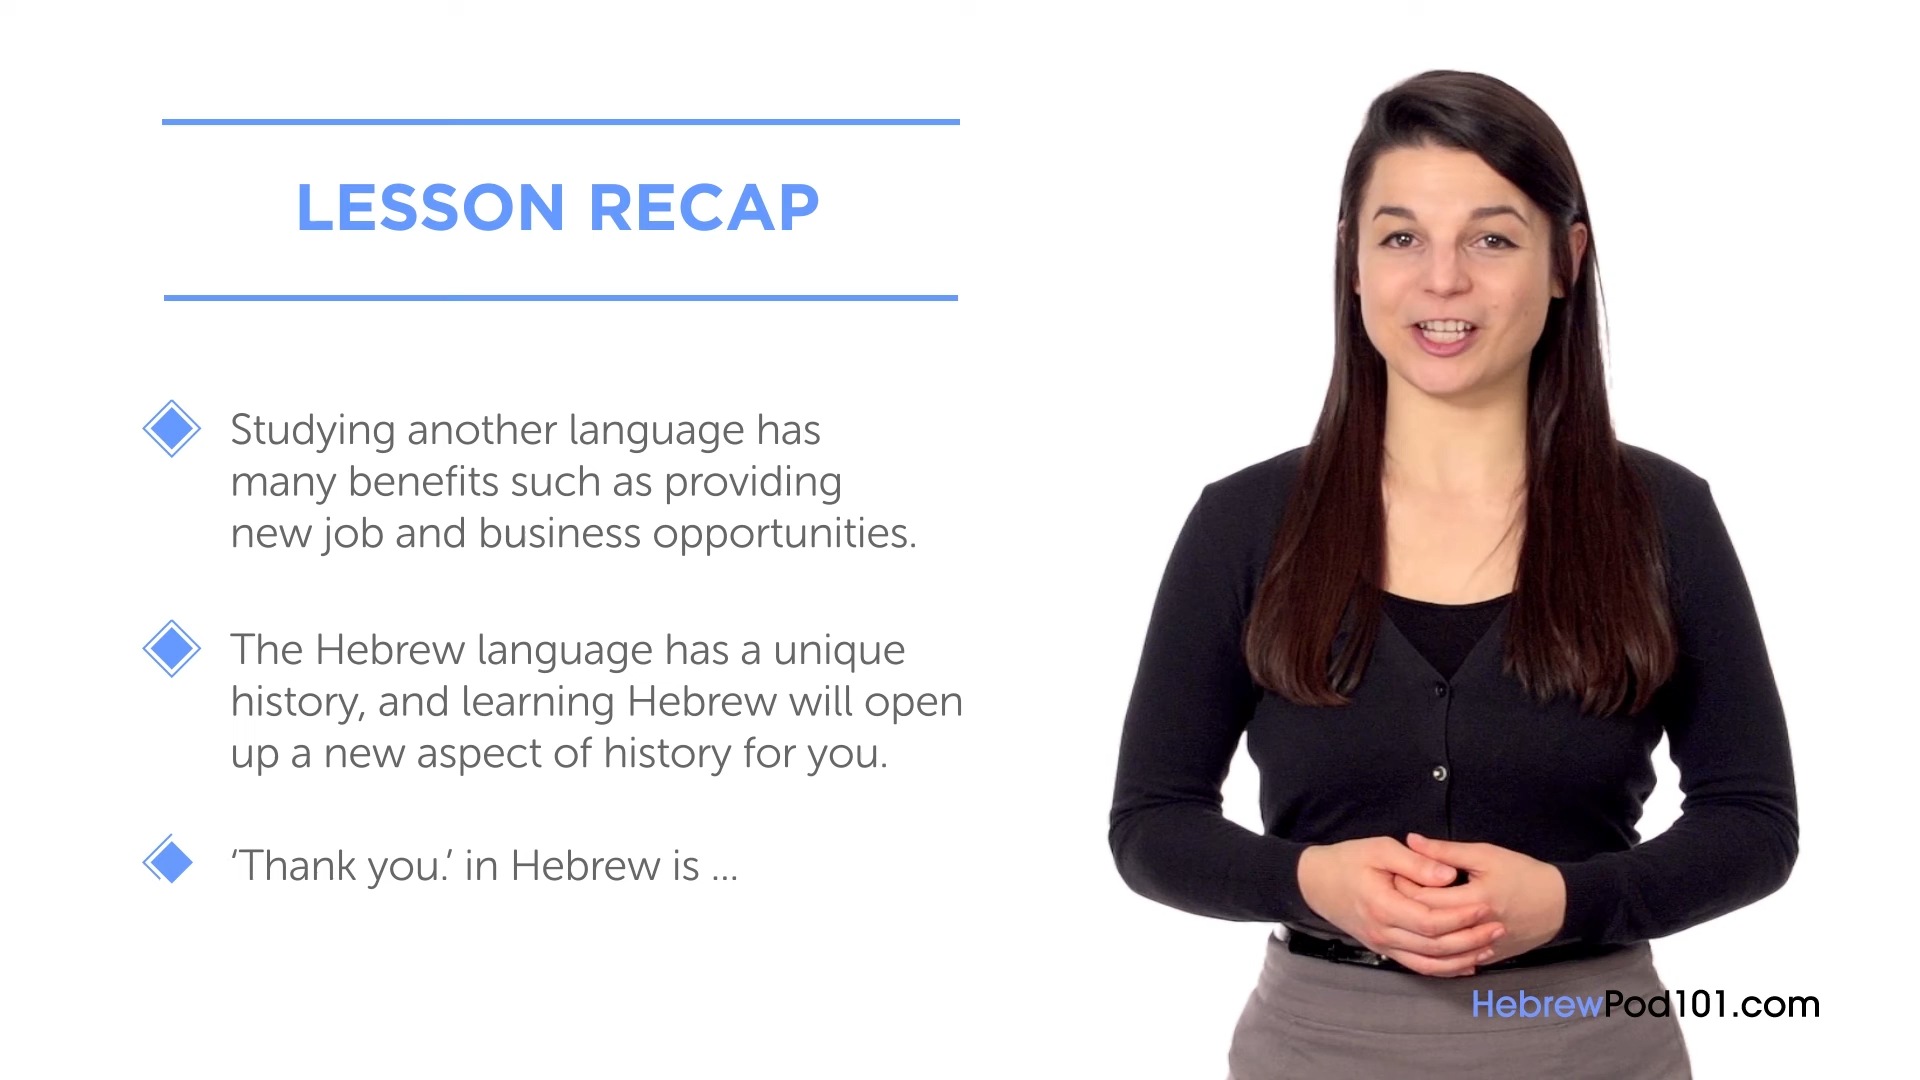 LESSON RECAP
Studying another language has
many benefits such as providing
new job and business opportunities.
The Hebrew language has a unique
history, and learning Hebrew will open
up a new aspect of history for you.
‘Thank you.’ in Hebrew is ...
HebrewPod101.com